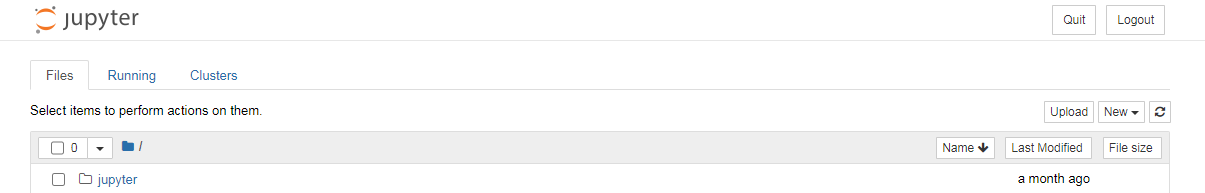 jupyter
Quit Logout
Files Running Clusters
Select items to perform actions on them.
Upload New
0 / Name Last Modified File size
jupyter a month ago